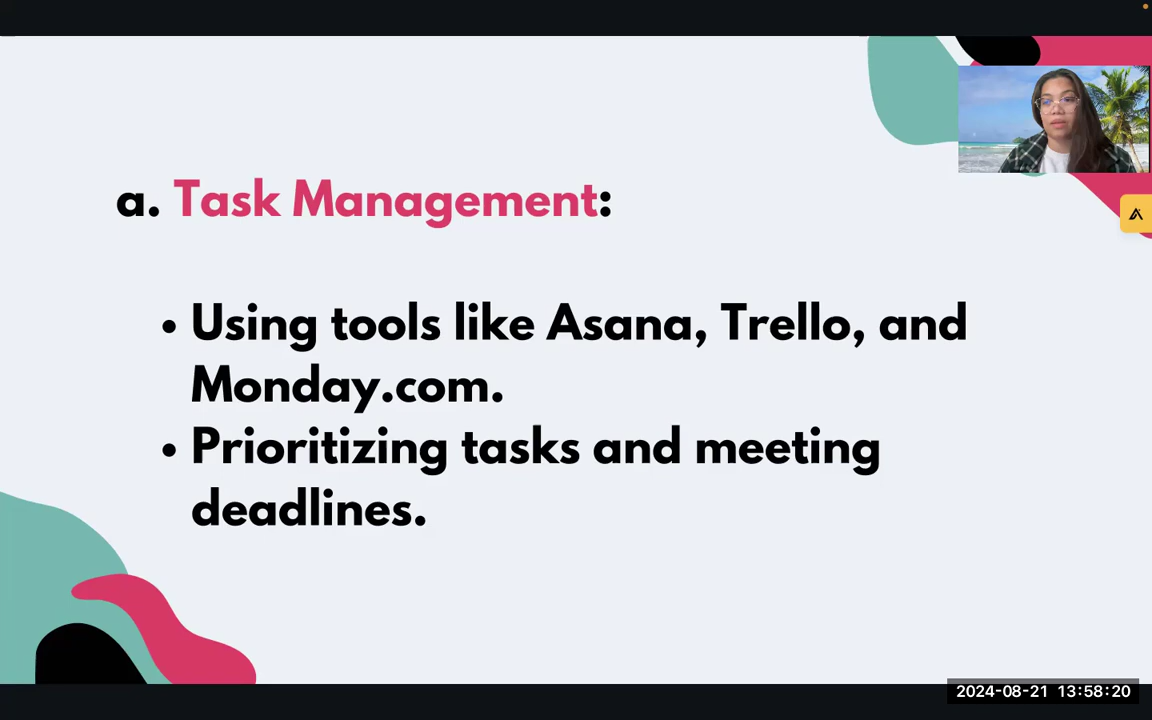 a. Task Management:
• Using tools like Asana, Trello, and
Monday.com.
• Prioritizing tasks and meeting
deadlines.
2024-08-21 13:58:20